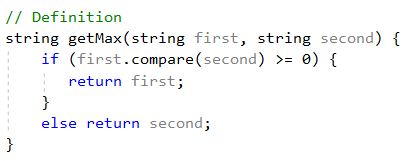 // Definition
string getMax(string first, string second) {
    if (first.compare(second) >= 0) {
        return first;
    }
    else return second;
}